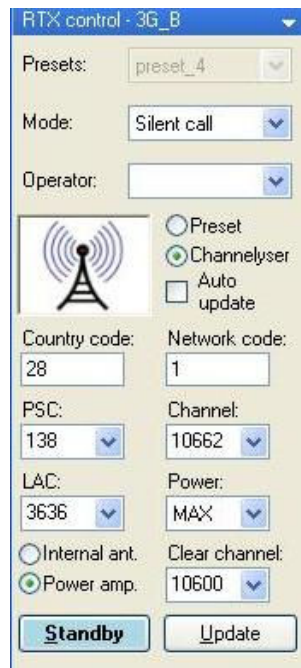 RTX control - 3G_B
Presets: preset_4
Mode: Silent call
Operator:
Preset
Channelyser
Auto
update
Country code: Network code:
28 1
PSC: Channel:
138 10662
LAC: Power:
3636 MAX
Internal ant. Clear channel:
Power amp. 10600
Standby Update